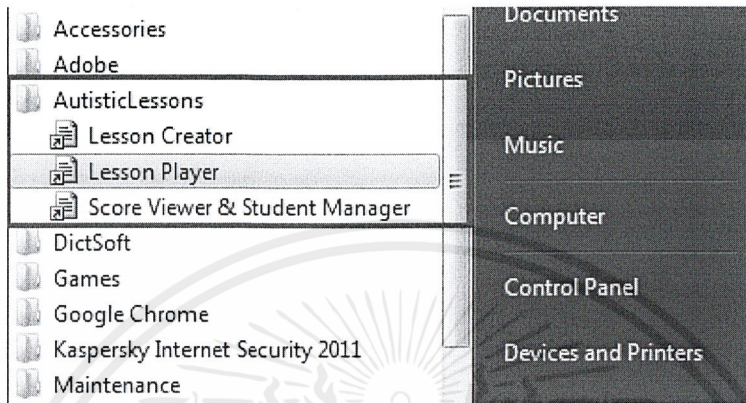 Accessories
Adobe
AutisticLessons
Lesson Creator
Lesson Player
Score Viewer & Student Manager
DictSoft
Games
Google Chrome
Kaspersky Internet Security 2011
Maintenance
Documents
Pictures
Music
Computer
Control Panel
Devices and Printers